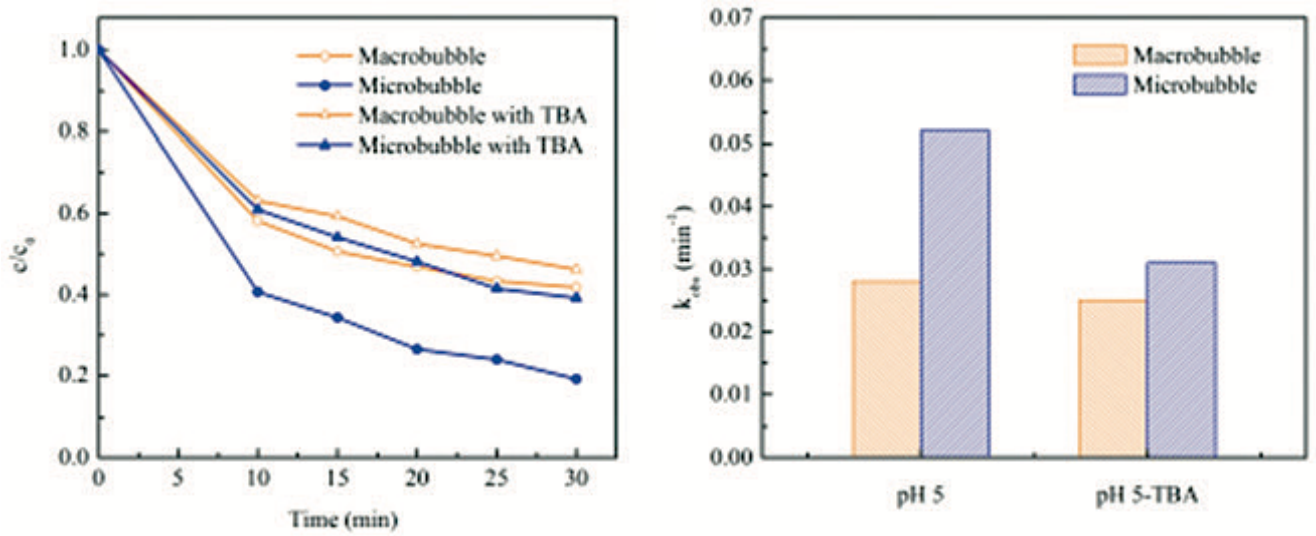 1.0
0.8
0.6
0.4
0.2
0.0
c/c₀
0 5 10 15 20 25 30
Time (min)
Macrobubble
Microbubble
Macrobubble with TBA
Microbubble with TBA
0.07
0.06
0.05
0.04
0.03
0.02
0.01
0.00
k_obs (min⁻¹)
Macrobubble
Microbubble
pH 5 pH 5-TBA